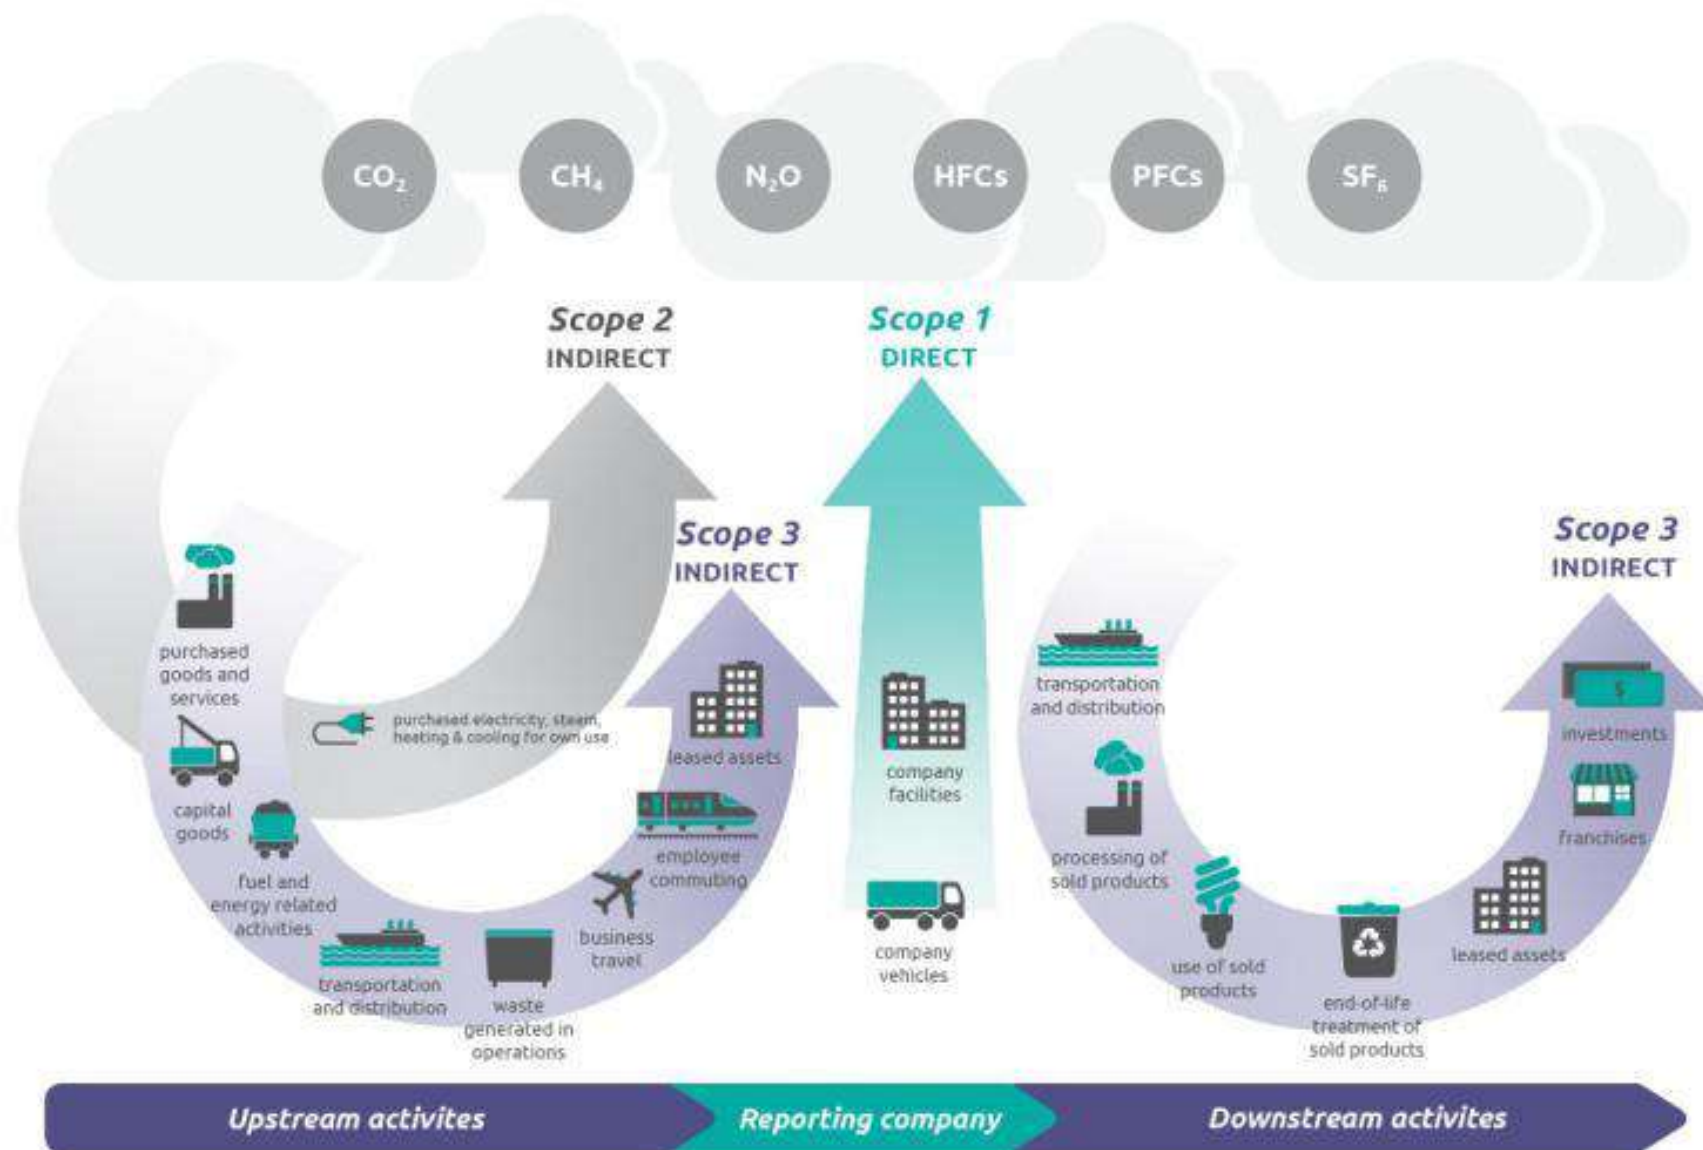 CO₂
CH₄
N₂O
HFCs
PFCs
SF₆
Scope 2
INDIRECT
Scope 1
DIRECT
Scope 3
INDIRECT
Scope 3
INDIRECT
purchased
goods and
services
capital
goods
fuel and
energy related
activities
transportation
and distribution
waste
generated in
operations
business
travel
employee
commuting
leased assets
purchased electricity, steam,
heating & cooling for own use
company
facilities
company
vehicles
transportation
and distribution
processing of
sold products
use of sold
products
end-of-life
treatment of
sold products
leased assets
franchises
investments
$
Upstream activites
Reporting company
Downstream activites